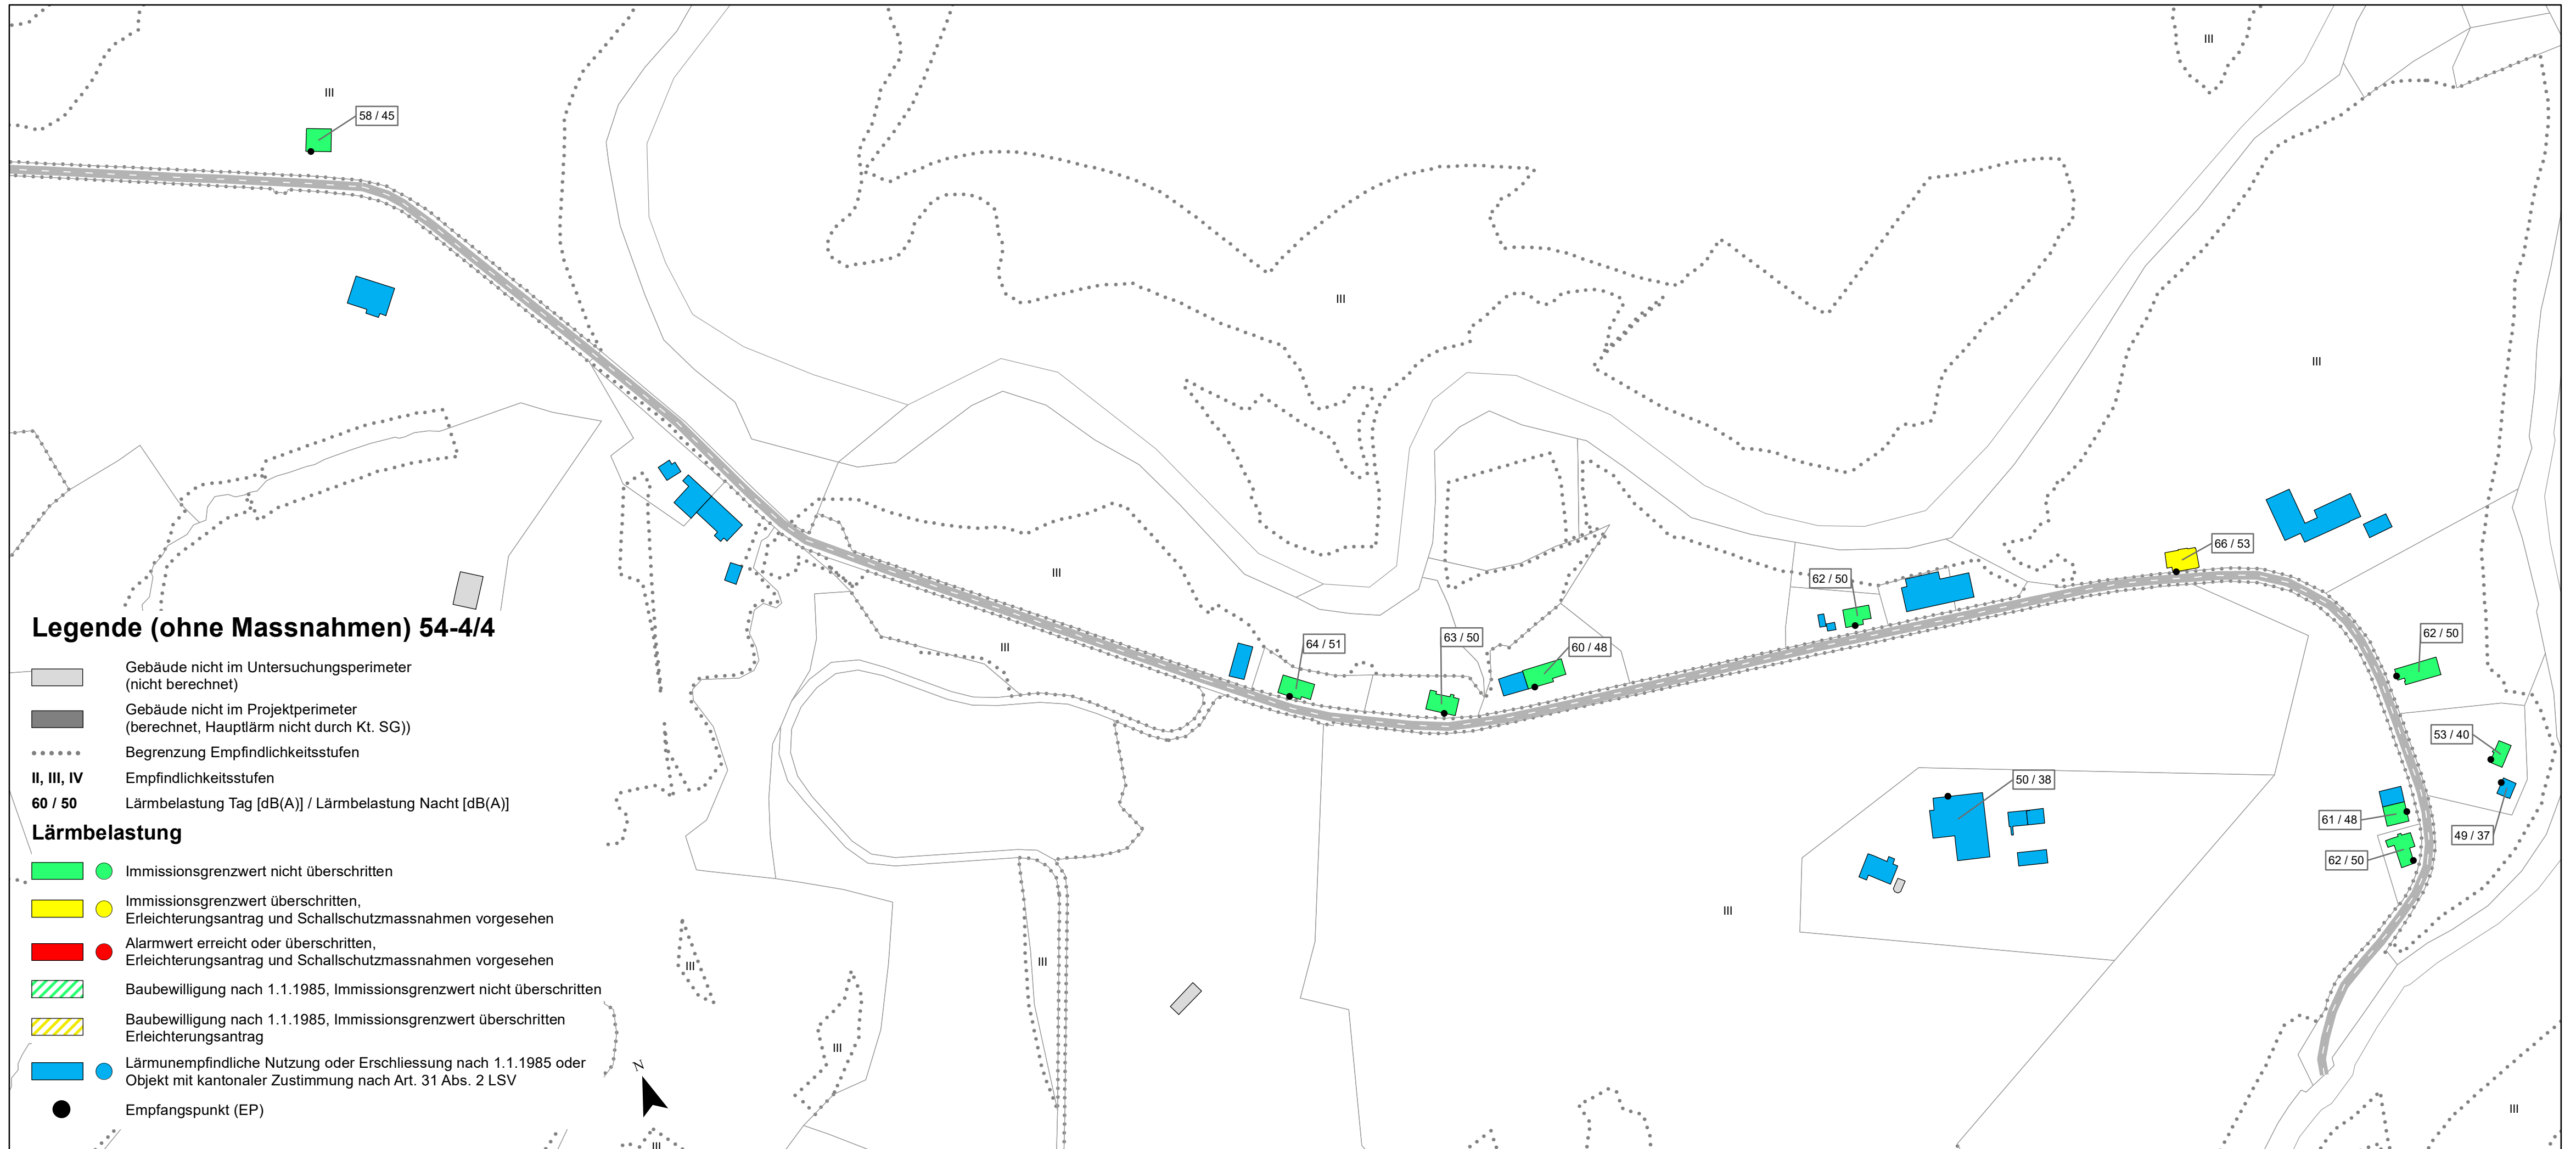 III
III
58 / 45
III
III
66 / 53
III
62 / 50
III
64 / 51
63 / 50
60 / 48
62 / 50
53 / 40
50 / 38
61 / 48
49 / 37
62 / 50
III
III
III
III
III
III
N
Legende (ohne Massnahmen) 54-4/4
Gebäude nicht im Untersuchungsperimeter
(nicht berechnet)
Gebäude nicht im Projektperimeter
(berechnet, Hauptlärm nicht durch Kt. SG))
Begrenzung Empfindlichkeitsstufen
II, III, IV Empfindlichkeitsstufen
60 / 50 Lärmbelastung Tag [dB(A)] / Lärmbelastung Nacht [dB(A)]
Lärmbelastung
Immissionsgrenzwert nicht überschritten
Immissionsgrenzwert überschritten,
Erleichterungsantrag und Schallschutzmassnahmen vorgesehen
Alarmwert erreicht oder überschritten,
Erleichterungsantrag und Schallschutzmassnahmen vorgesehen
Baubewilligung nach 1.1.1985, Immissionsgrenzwert nicht überschritten
Baubewilligung nach 1.1.1985, Immissionsgrenzwert überschritten
Erleichterungsantrag
Lärmunempfindliche Nutzung oder Erschliessung nach 1.1.1985 oder
Objekt mit kantonaler Zustimmung nach Art. 31 Abs. 2 LSV
Empfangspunkt (EP)